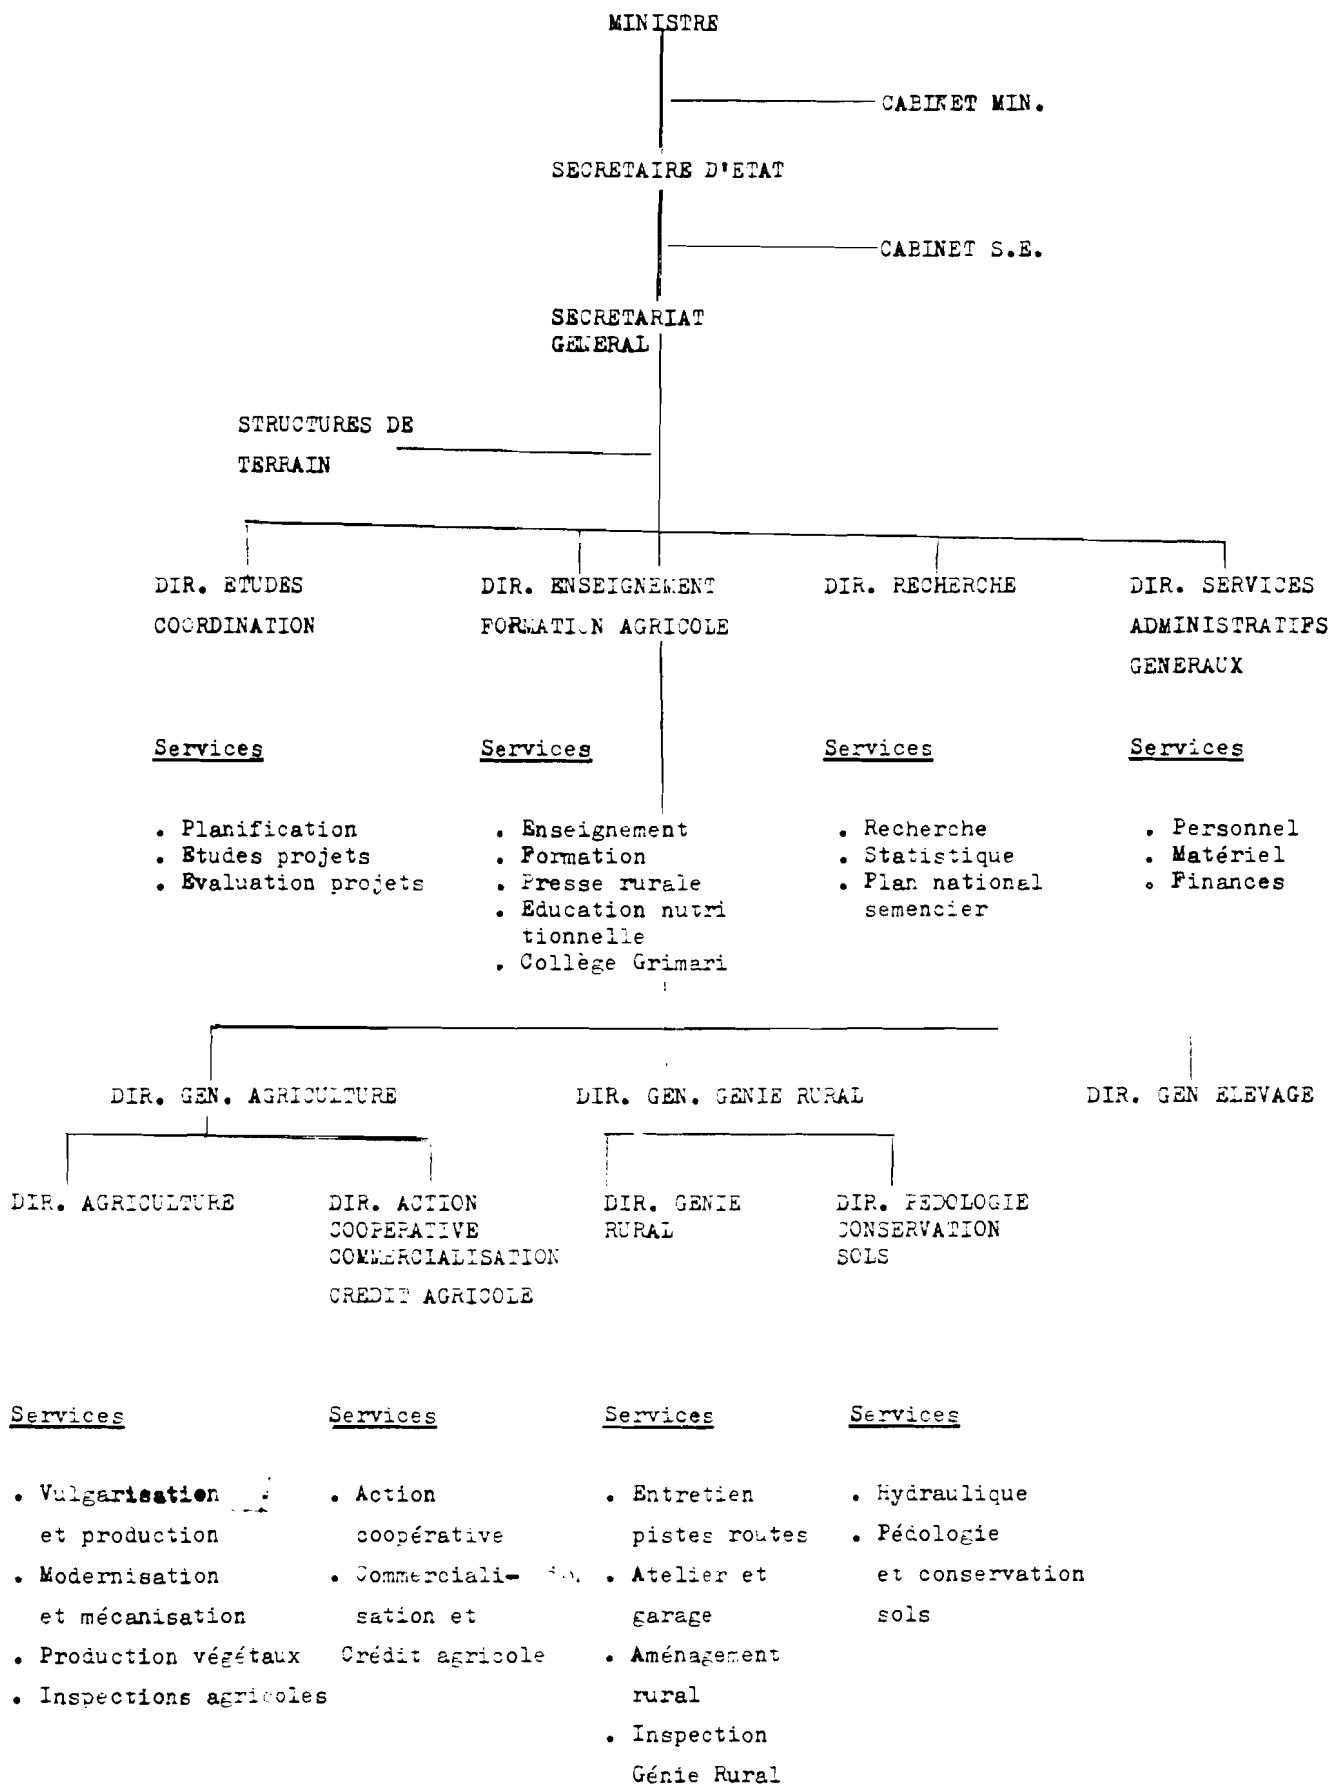 MINISTRE
CABINET MIN.
SECRETAIRE D'ETAT
CABINET S.E.
SECRETARIAT
GENERAL
STRUCTURES DE
TERRAIN
DIR. ETUDES
COORDINATION
DIR. ENSEIGNEMENT
FORMATION AGRICOLE
DIR. RECHERCHE
DIR. SERVICES
ADMINISTRATIFS
GENERAUX
Services
. Planification
. Etudes projets
. Evaluation projets
Services
. Enseignement
. Formation
. Presse rurale
. Education nutri
tionnelle
. Collège Grimari
Services
. Recherche
. Statistique
. Plan national
semencier
Services
. Personnel
. Matériel
. Finances
DIR. GEN. AGRICULTURE
DIR. GEN. GENIE RURAL
DIR. GEN ELEVAGE
DIR. AGRICULTURE
DIR. ACTION
COOPERATIVE
COMMERCIALISATION
CREDIT AGRICOLE
DIR. GENIE
RURAL
DIR. PEDOLOGIE
CONSERVATION
SOLS
Services
. Vulgarisation
et production
. Modernisation
et mécanisation
. Production végétaux
. Inspections agricoles
Services
. Action
coopérative
. Commerciali-
sation et
Crédit agricole
Services
. Entretien
pistes routes
. Atelier et
garage
. Aménagement
rural
. Inspection
Génie Rural
Services
. Hydraulique
. Pédologie
et conservation
sols